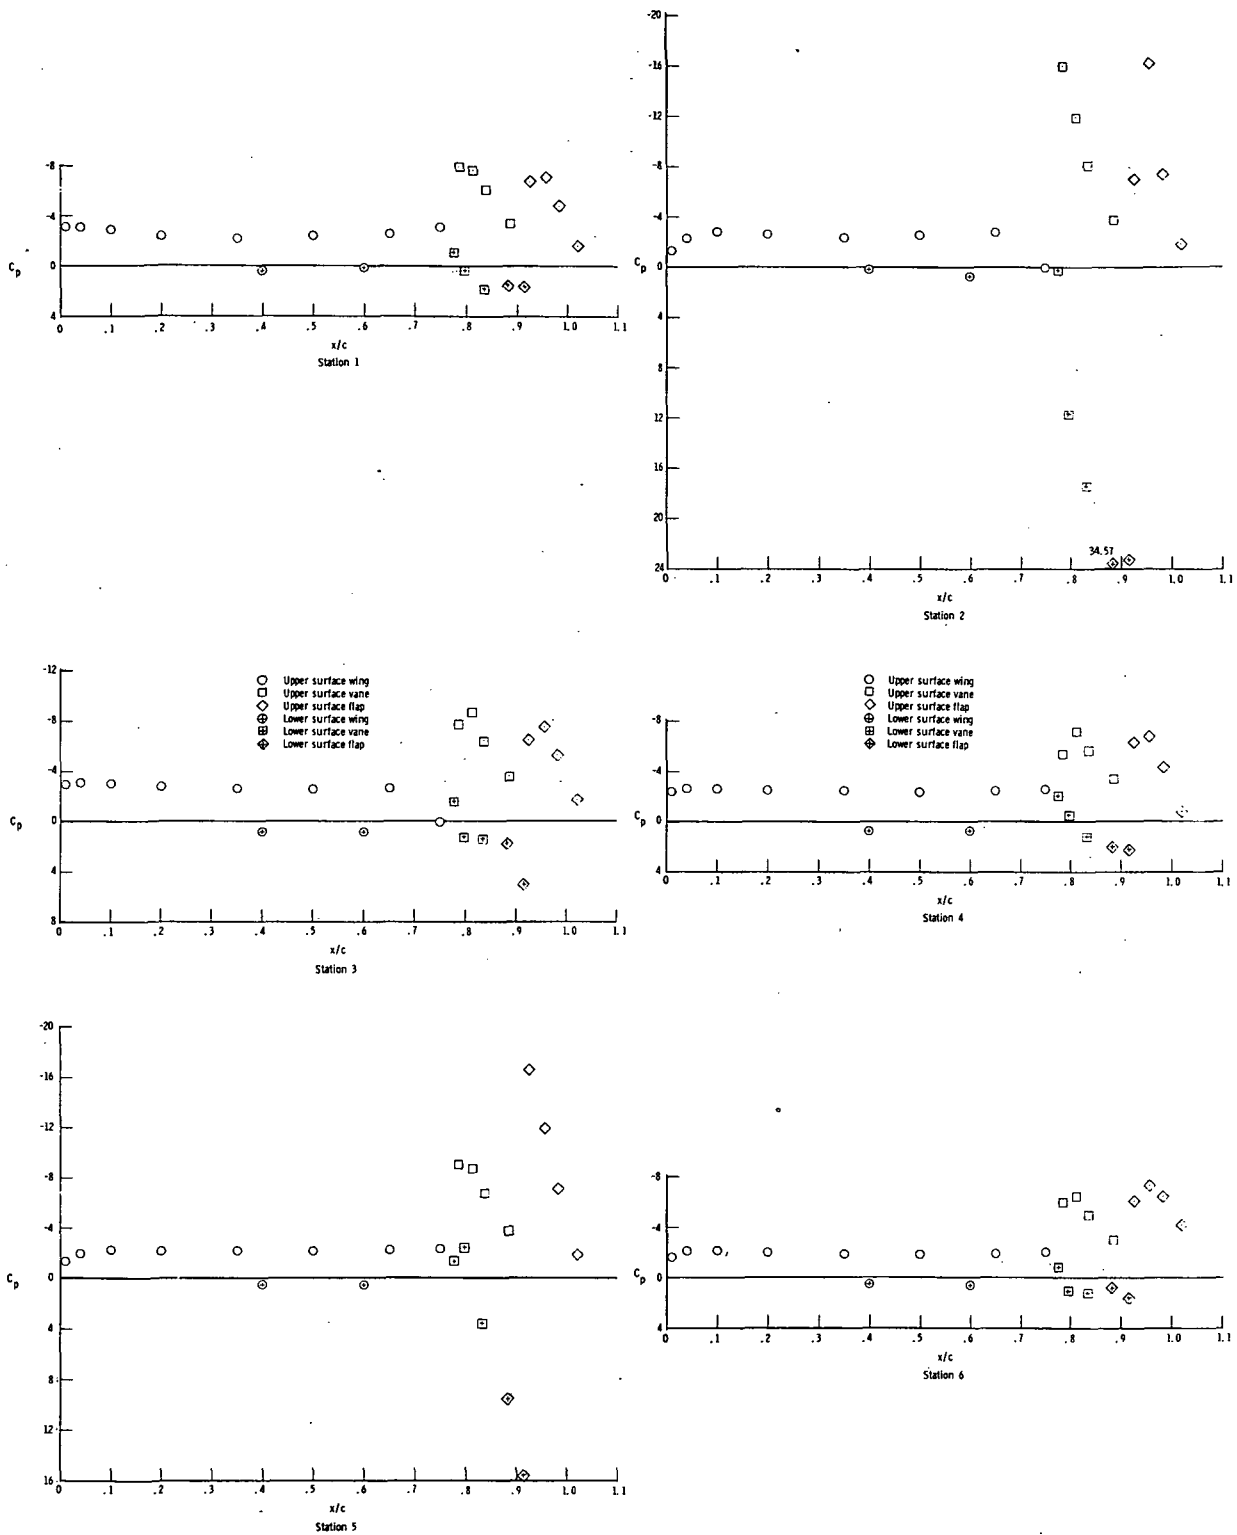 -8
-4
Cp
0
4
0 .1 .2 .3 .4 .5 .6 .7 .8 .9 1.0 1.1
x/c
Station 1
-20
-16
-12
-8
-4
Cp
0
4
8
12
16
20
34.57
24
0 .1 .2 .3 .4 .5 .6 .7 .8 .9 1.0 1.1
x/c
Station 2
-12
-8
-4
Cp
0
4
8
Upper surface wing
Upper surface vane
Upper surface flap
Lower surface wing
Lower surface vane
Lower surface flap
0 .1 .2 .3 .4 .5 .6 .7 .8 .9 1.0 1.1
x/c
Station 3
Upper surface wing
Upper surface vane
Upper surface flap
Lower surface wing
Lower surface vane
Lower surface flap
-8
-4
Cp
0
4
0 .1 .2 .3 .4 .5 .6 .7 .8 .9 1.0 1.1
x/c
Station 4
-20
-16
-12
-8
-4
Cp
0
4
8
12
16
0 .1 .2 .3 .4 .5 .6 .7 .8 .9 1.0 1.1
x/c
Station 5
-8
-4
Cp
0
4
0 .1 .2 .3 .4 .5 .6 .7 .8 .9 1.0 1.1
x/c
Station 6